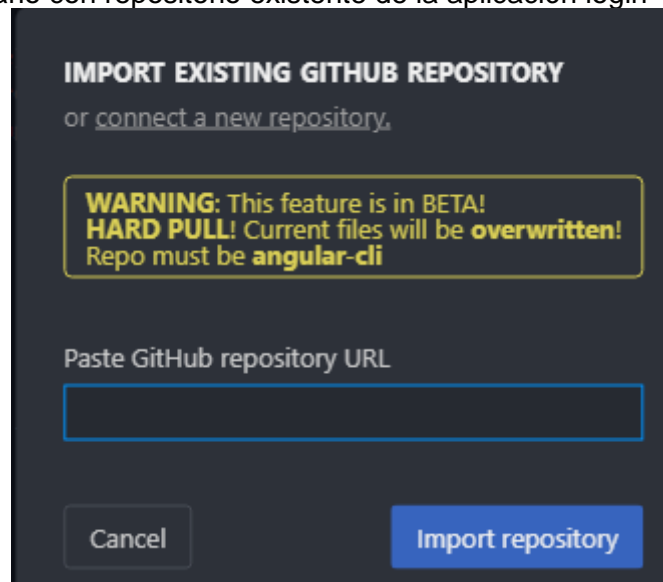 con repositorio existente de la aplicación login
IMPORT EXISTING GITHUB REPOSITORY
or connect a new repository.
WARNING: This feature is in BETA!
HARD PULL! Current files will be overwritten!
Repo must be angular-cli
Paste GitHub repository URL
Cancel
Import repository